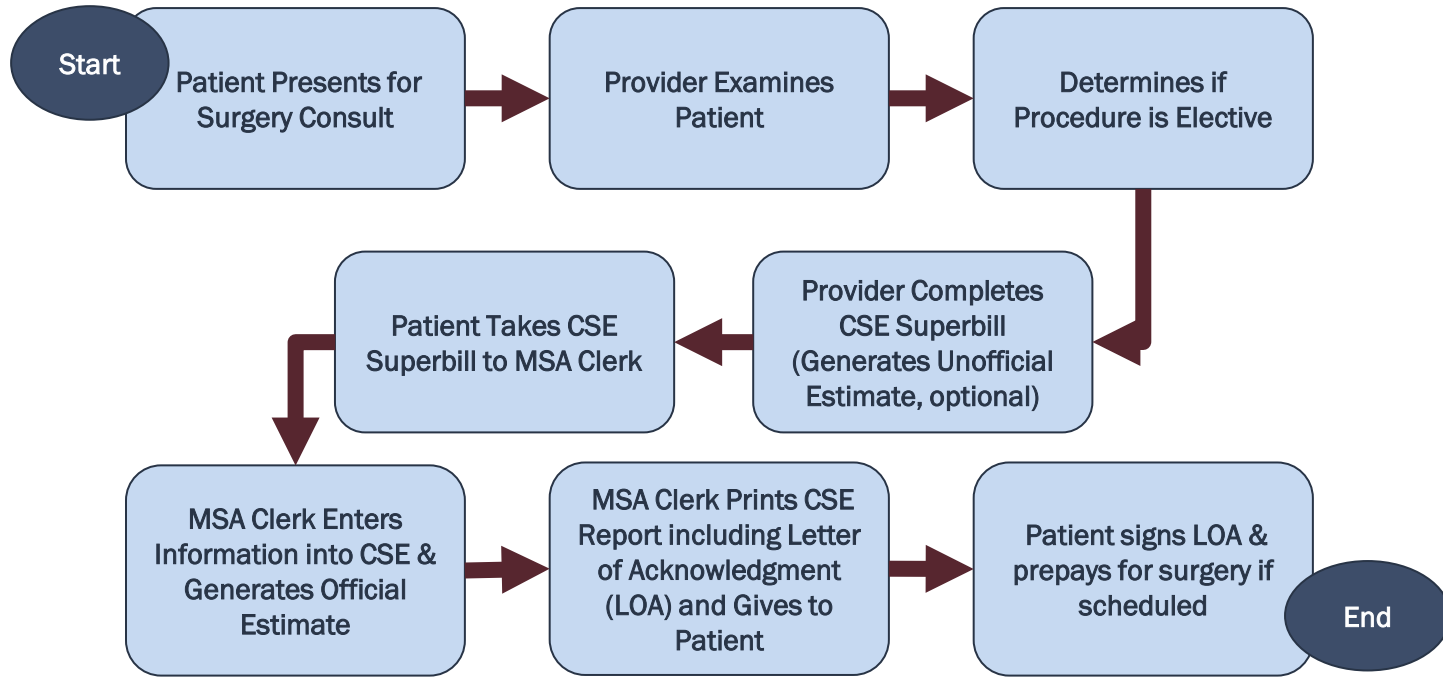 Start
Patient Presents for
Surgery Consult
Provider Examines
Patient
Determines if
Procedure is Elective
Provider Completes
CSE Superbill
(Generates Unofficial
Estimate, optional)
Patient Takes CSE
Superbill to MSA Clerk
MSA Clerk Enters
Information into CSE &
Generates Official
Estimate
MSA Clerk Prints CSE
Report including Letter
of Acknowledgment
(LOA) and Gives to
Patient
Patient signs LOA &
prepays for surgery if
scheduled
End